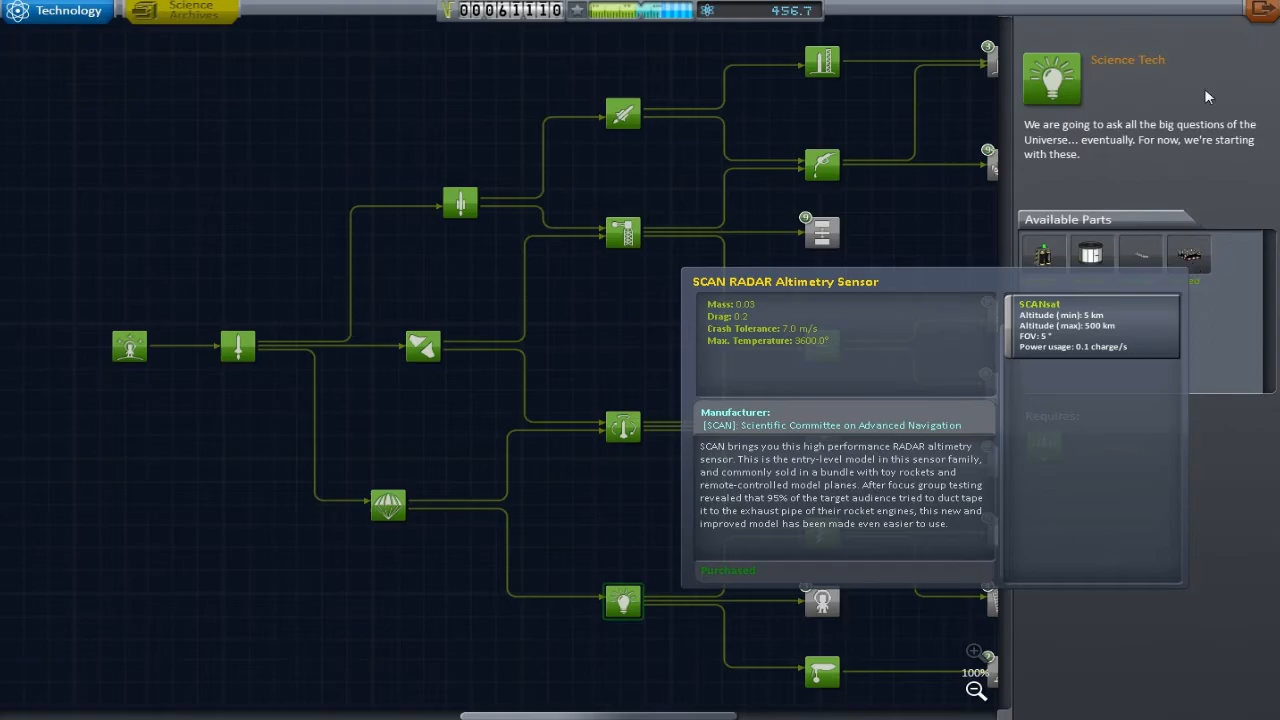 Technology
Science
Archives
00061110
456.7
Science Tech
We are going to ask all the big questions of the
Universe... eventually. For now, we're starting
with these.
3
9
9
Available Parts
SCAN RADAR Altimetry Sensor
Mass: 0.03
Drag: 0.2
Crash Tolerance: 7.0 m/s
Max. Temperature: 3600.0°
SCANsat
Altitude (min): 5 km
Altitude (max): 500 km
FOV: 5 °
Power usage: 0.1 charge/s
Manufacturer:
[SCAN]: Scientific Committee on Advanced Navigation
Requires:
SCAN brings you this high performance RADAR altimetry
sensor. This is the entry-level model in this sensor family,
and commonly sold in a bundle with toy rockets and
remote-controlled model planes. After focus group testing
revealed that 95% of the target audience tried to duct tape
it to the exhaust pipe of their rocket engines, this new and
improved model has been made even easier to use.
Purchased
100%